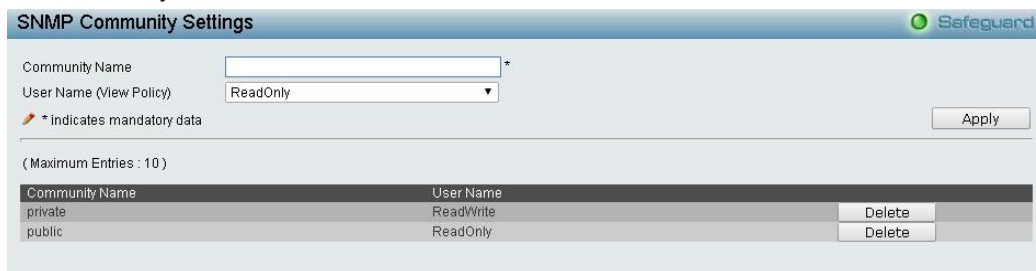 SNMP Community Settings Safeguard
Community Name *
User Name (View Policy) ReadOnly
* indicates mandatory data Apply
( Maximum Entries : 10 )
Community Name User Name
private ReadWrite Delete
public ReadOnly Delete